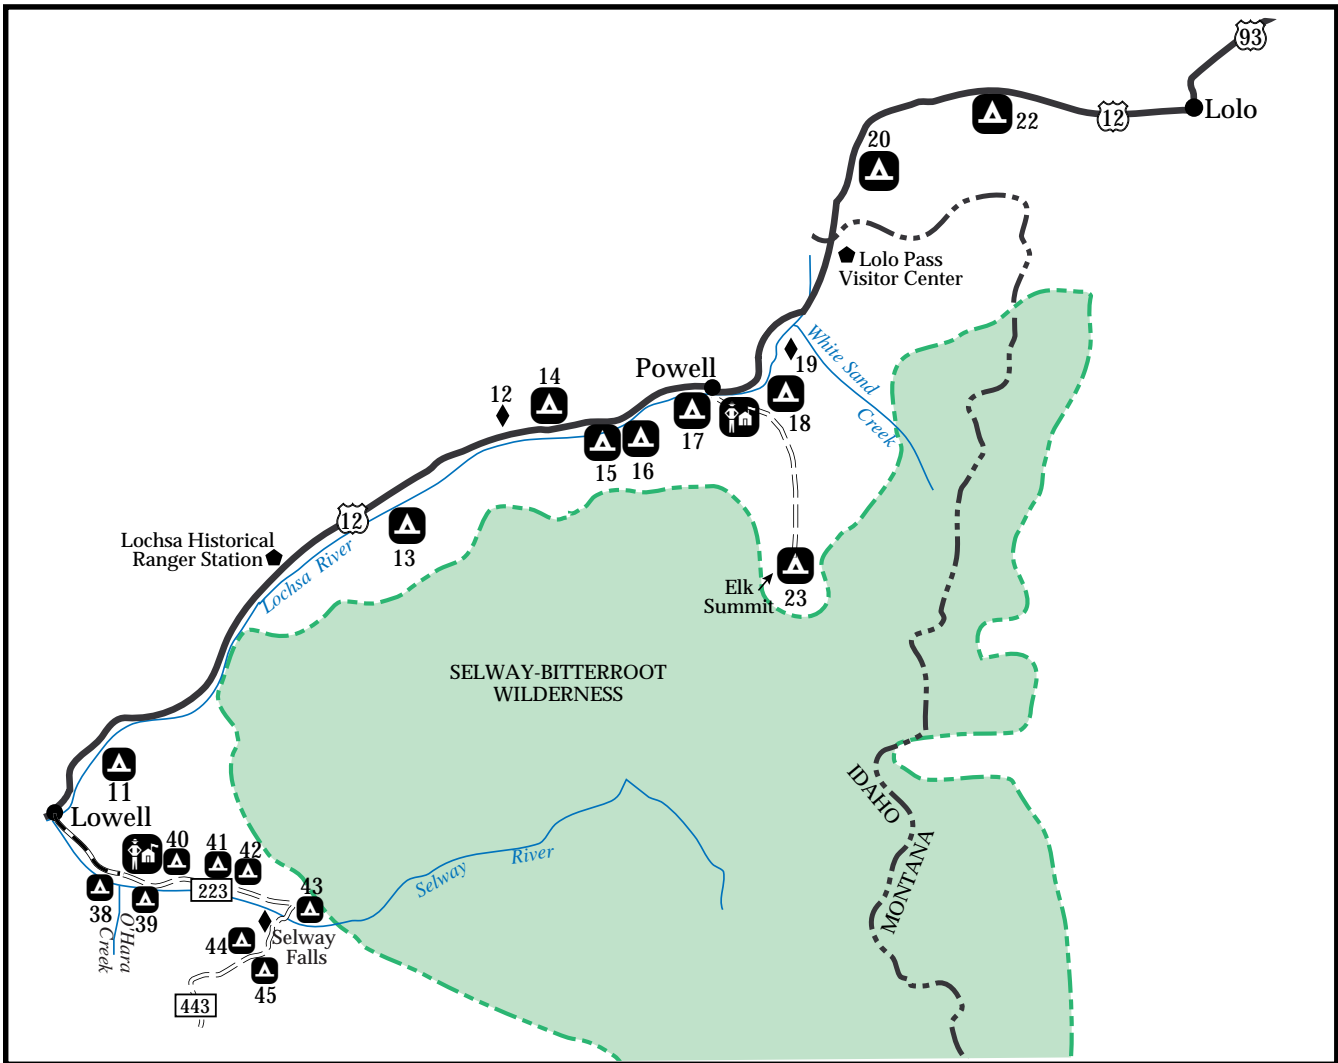 93
Lolo
12
22
20
Lolo Pass
Visitor Center
White Sand
Creek
19
Powell
18
17
14
12
15
16
12
13
Lochsa Historical
Ranger Station
Lochsa River
Elk
Summit
23
SELWAY-BITTERROOT
WILDERNESS
IDAHO
MONTANA
11
Lowell
40
41
42
223
43
38
39
O'Hara
Creek
Selway
River
Selway
Falls
44
45
443